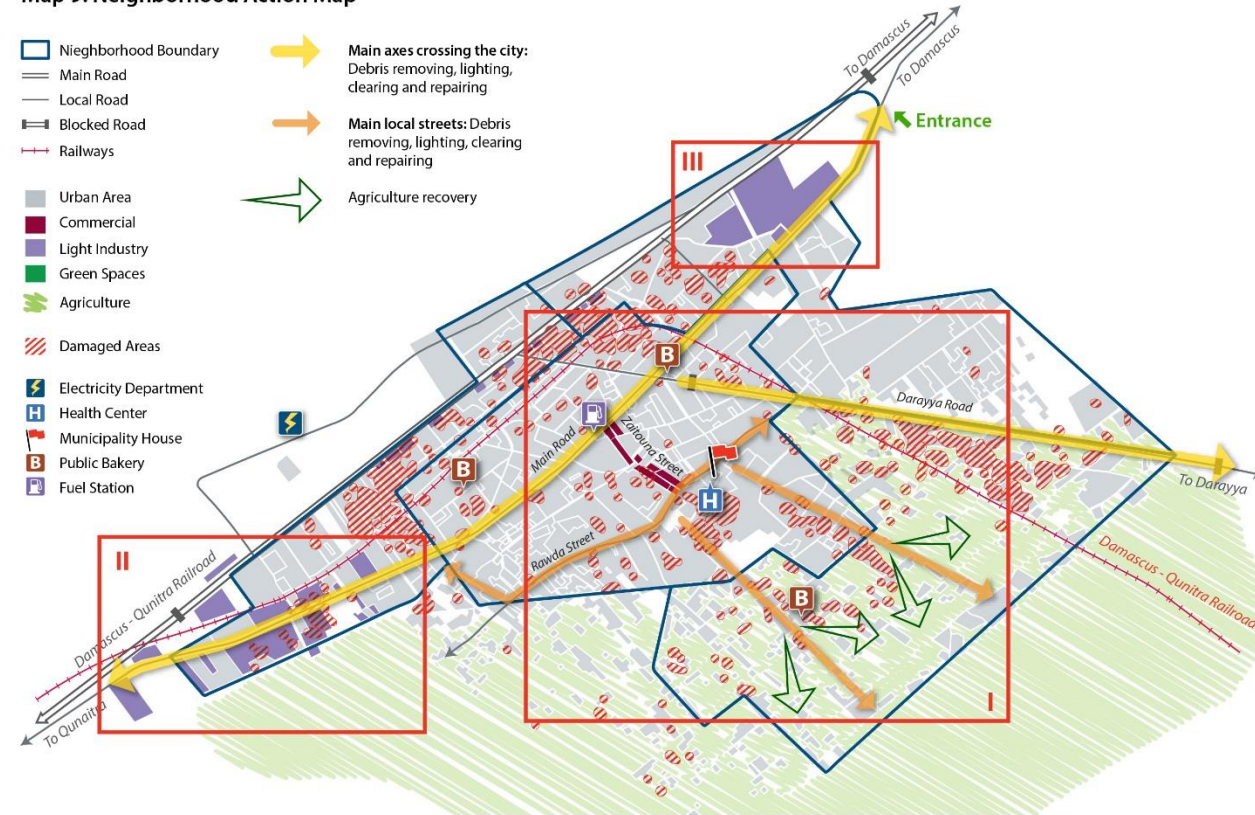 Map 9: Neighborhood Action Map
Nieghborhood Boundary
Main Road
Local Road
Blocked Road
Railways
Urban Area
Commercial
Light Industry
Green Spaces
Agriculture
Damaged Areas
Electricity Department
H Health Center
Municipality House
B Public Bakery
Fuel Station
Main axes crossing the city:
Debris removing, lighting,
clearing and repairing
Main local streets: Debris
removing, lighting, clearing
and repairing
Agriculture recovery
To Damascus
To Damascus
Entrance
III
B
Darayya Road
To Darayya
Main Road
Zaitouna Street
B
H
Rawda Street
II
B
Damascus - Qunitra Railroad
Damascus - Qunitra Railroad
I
To Qunaitra